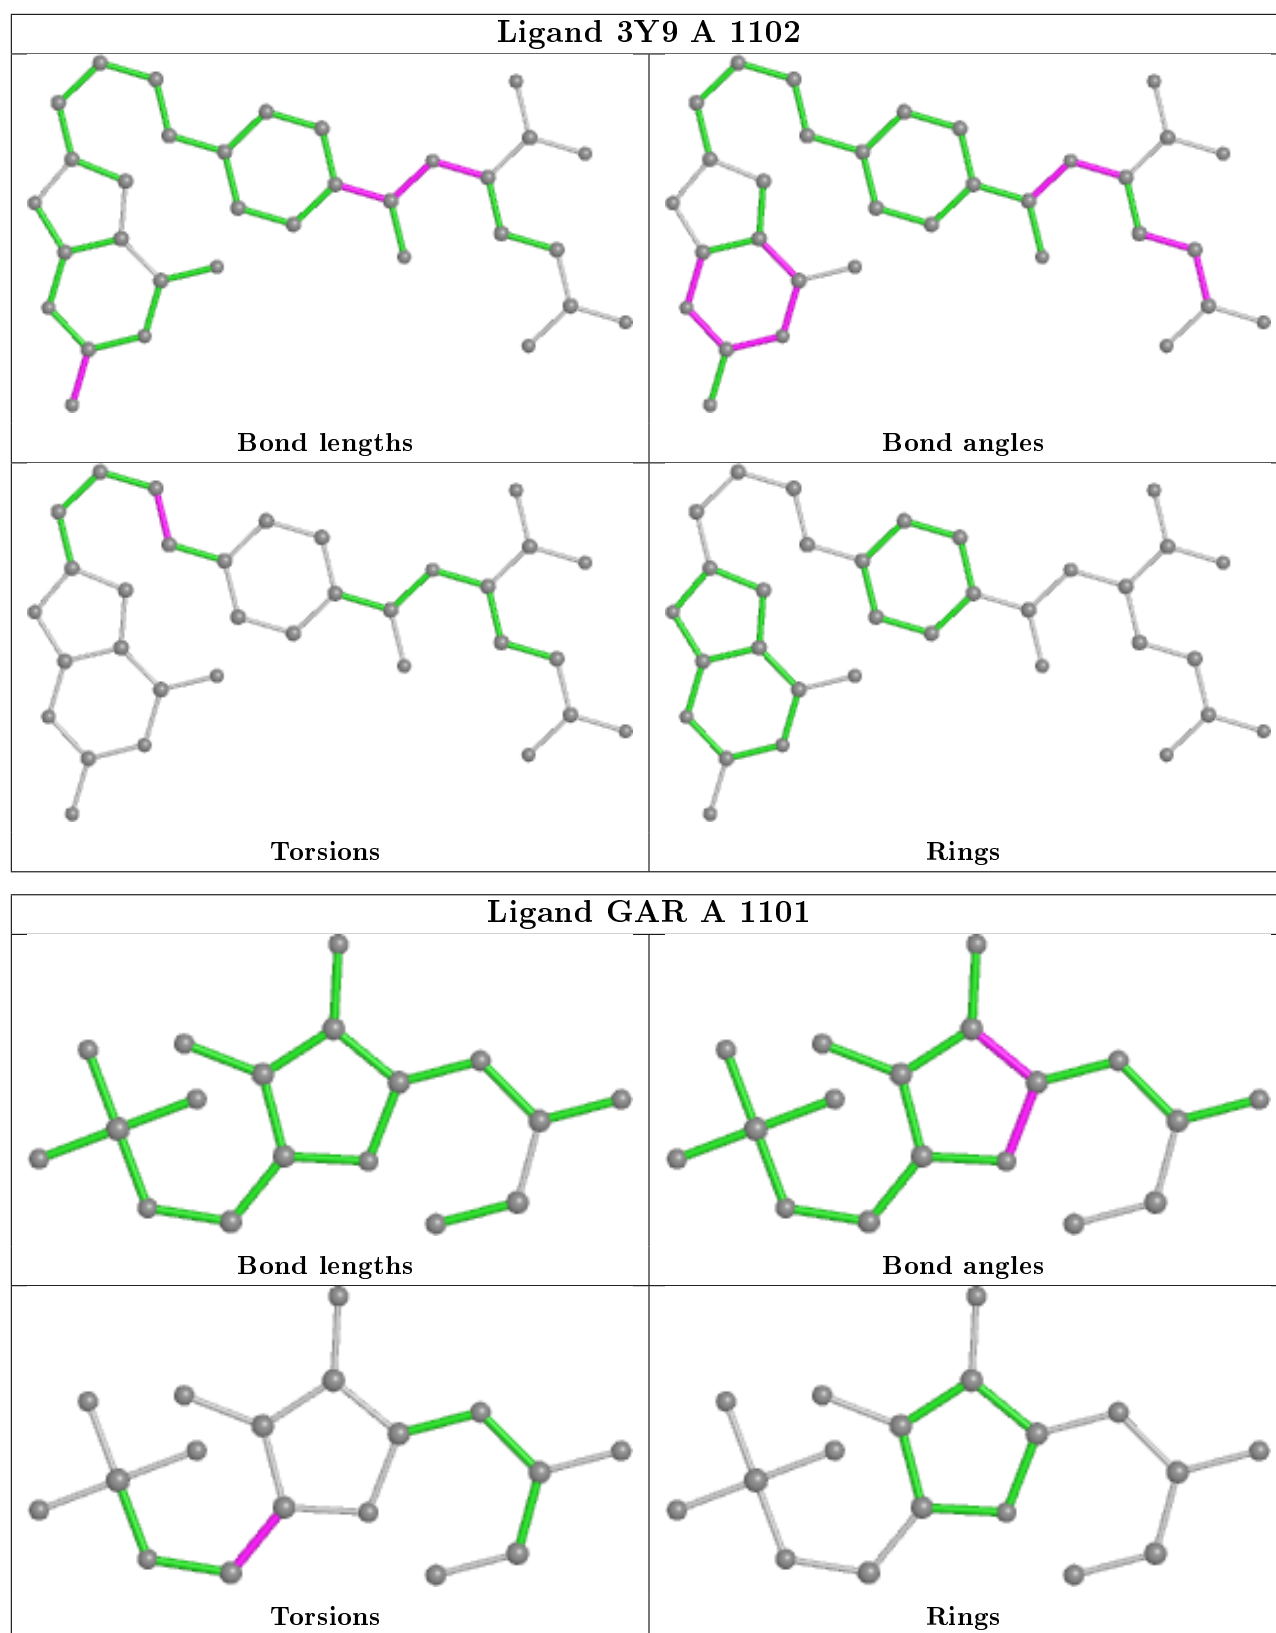 Ligand 3Y9 A 1102
Bond lengths
Bond angles
Torsions
Rings
Ligand GAR A 1101
Bond lengths
Bond angles
Torsions
Rings